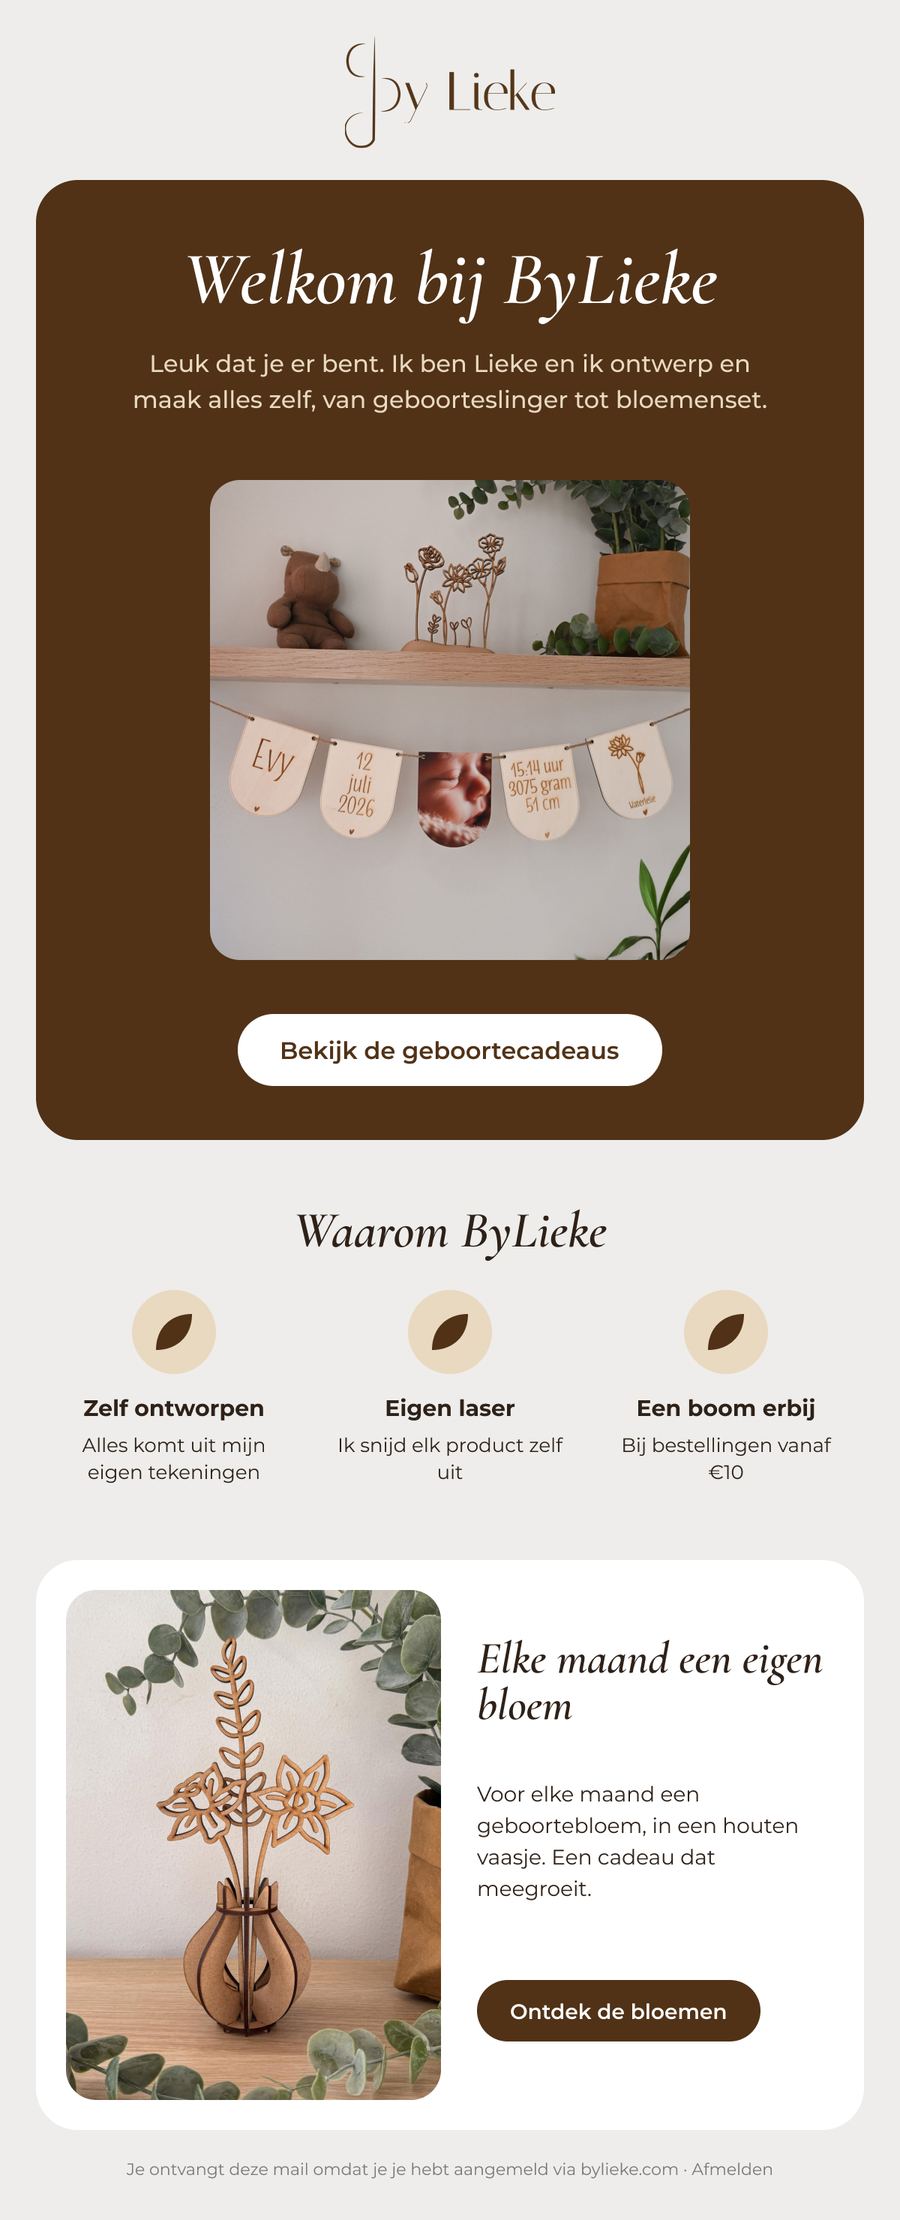 By Lieke
Welkom bij ByLieke
Leuk dat je er bent. Ik ben Lieke en ik ontwerp en
maak alles zelf, van geboorteslinger tot bloemenset.
Evy
12
juli
2026
15:14 uur
3075 gram
51 cm
Waterlelie
Bekijk de geboortecadeaus
Waarom ByLieke
Zelf ontworpen
Alles komt uit mijn
eigen tekeningen
Eigen laser
Ik snijd elk product zelf
uit
Een boom erbij
Bij bestellingen vanaf
€10
Elke maand een eigen
bloem
Voor elke maand een
geboortebloem, in een houten
vaasje. Een cadeau dat
meegroeit.
Ontdek de bloemen
Je ontvangt deze mail omdat je je hebt aangemeld via bylieke.com · Afmelden